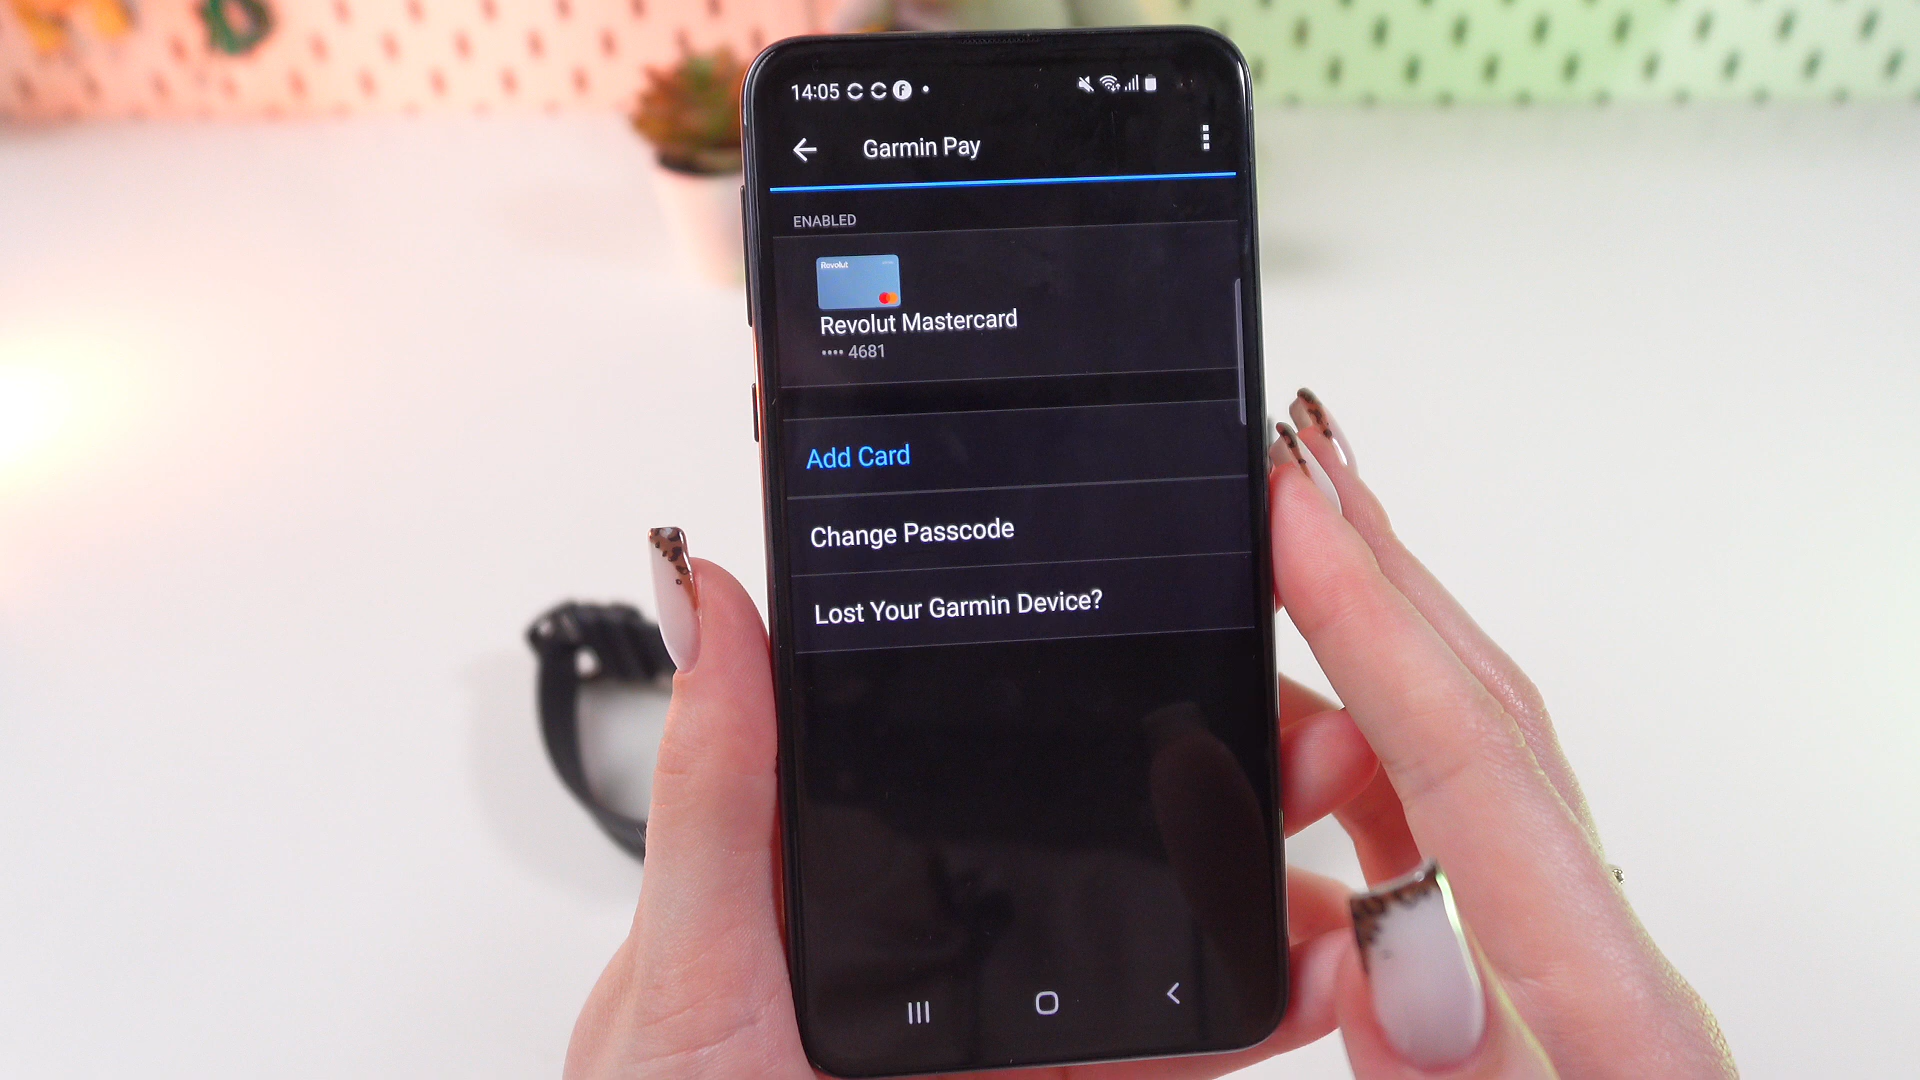 14:05
Garmin Pay
ENABLED
Revolut
Revolut Mastercard
•••• 4681
Add Card
Change Passcode
Lost Your Garmin Device?